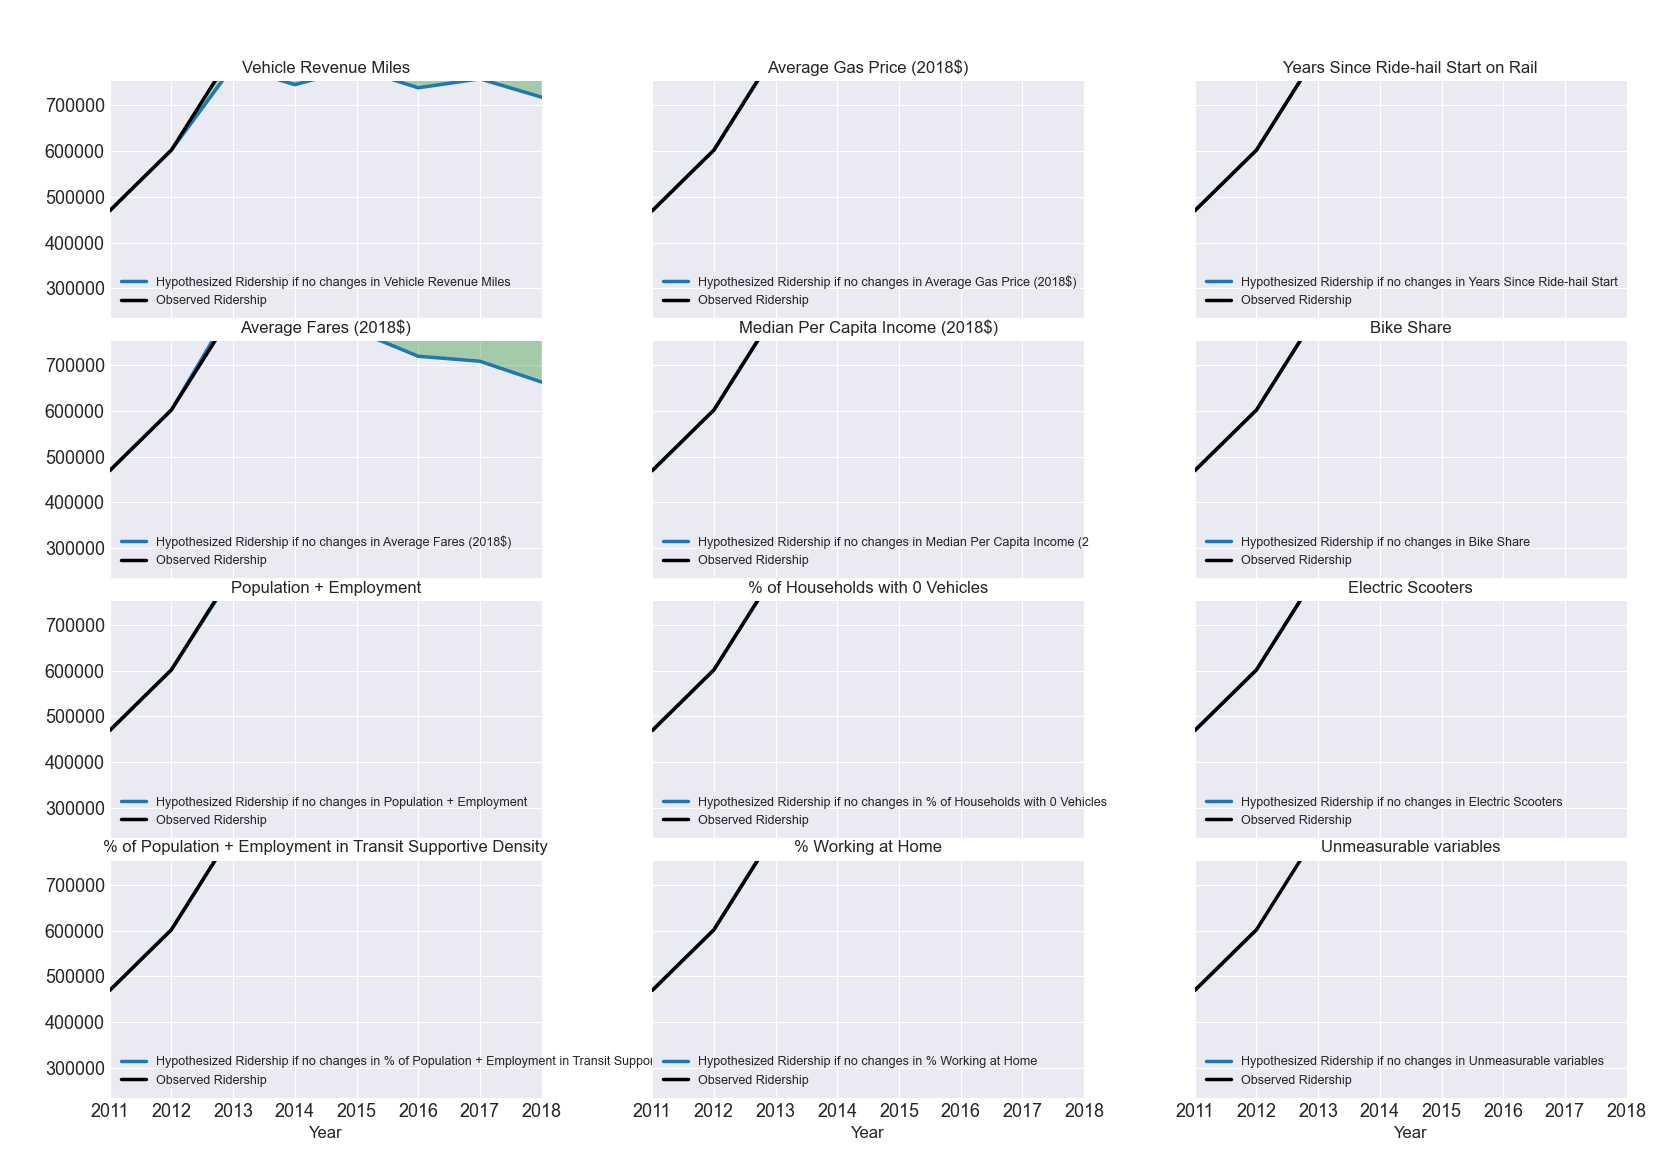 Vehicle Revenue Miles
700000
600000
500000
400000
300000
Hypothesized Ridership if no changes in Vehicle Revenue Miles
Observed Ridership
Average Gas Price (2018$)
Hypothesized Ridership if no changes in Average Gas Price (2018$)
Observed Ridership
Years Since Ride-hail Start on Rail
Hypothesized Ridership if no changes in Years Since Ride-hail Start
Observed Ridership
Average Fares (2018$)
700000
600000
500000
400000
300000
Hypothesized Ridership if no changes in Average Fares (2018$)
Observed Ridership
Median Per Capita Income (2018$)
Hypothesized Ridership if no changes in Median Per Capita Income (2
Observed Ridership
Bike Share
Hypothesized Ridership if no changes in Bike Share
Observed Ridership
Population + Employment
700000
600000
500000
400000
300000
Hypothesized Ridership if no changes in Population + Employment
Observed Ridership
% of Households with 0 Vehicles
Hypothesized Ridership if no changes in % of Households with 0 Vehicles
Observed Ridership
Electric Scooters
Hypothesized Ridership if no changes in Electric Scooters
Observed Ridership
% of Population + Employment in Transit Supportive Density
700000
600000
500000
400000
300000
Hypothesized Ridership if no changes in % of Population + Employment in Transit Suppor
Observed Ridership
2011 2012 2013 2014 2015 2016 2017 2018
Year
% Working at Home
Hypothesized Ridership if no changes in % Working at Home
Observed Ridership
2011 2012 2013 2014 2015 2016 2017 2018
Year
Unmeasurable variables
Hypothesized Ridership if no changes in Unmeasurable variables
Observed Ridership
2011 2012 2013 2014 2015 2016 2017 2018
Year